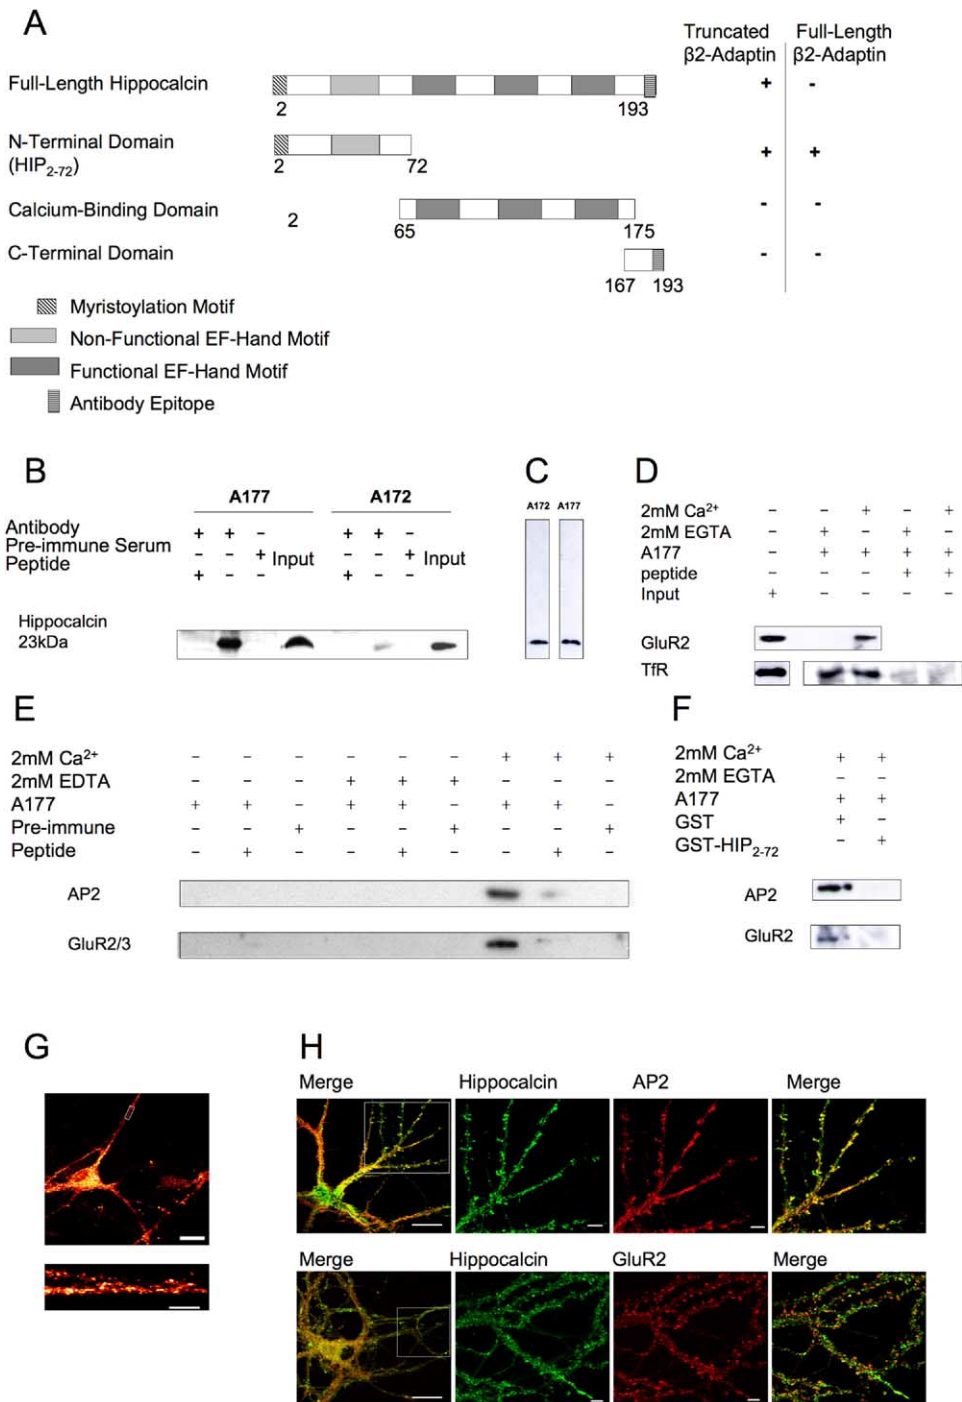 A
Truncated β2-Adaptin
Full-Length β2-Adaptin
Full-Length Hippocalcin + -
2 193
N-Terminal Domain (HIP2-72) + +
2 72
Calcium-Binding Domain - -
2 65 175
C-Terminal Domain - -
167 193
Myristoylation Motif
Non-Functional EF-Hand Motif
Functional EF-Hand Motif
Antibody Epitope
B
A177 A172
Antibody + + - + + -
Pre-immune Serum - - + Input - - + Input
Peptide + - - + - -
Hippocalcin
23kDa
C
A172 A177
D
2mM Ca²⁺ - - + - +
2mM EGTA - + - + -
A177 - + + + +
peptide - - - + +
Input + - - - -
GluR2
TfR
E
2mM Ca²⁺ - - - - - - + + +
2mM EDTA - - - + + + - - -
A177 + + - + + - + + -
Pre-immune - - + - - + - - +
Peptide - + - - + - - + -
AP2
GluR2/3
F
2mM Ca²⁺ + +
2mM EGTA - -
A177 + +
GST + -
GST-HIP2-72 - +
AP2
GluR2
G
H
Merge Hippocalcin AP2 Merge
Merge Hippocalcin GluR2 Merge